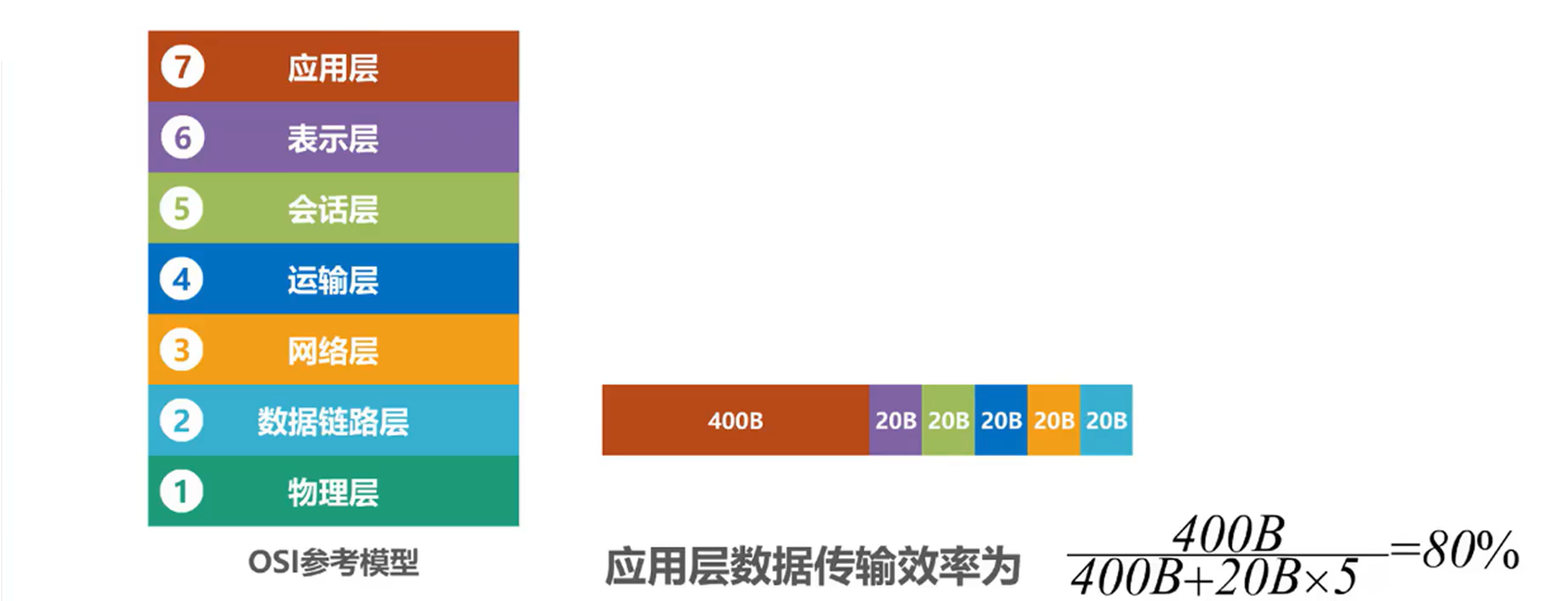 7 应用层
6 表示层
5 会话层
4 运输层
3 网络层
2 数据链路层
1 物理层
OSI参考模型
400B 20B 20B 20B 20B 20B
应用层数据传输效率为 400B/400B+20B×5=80%